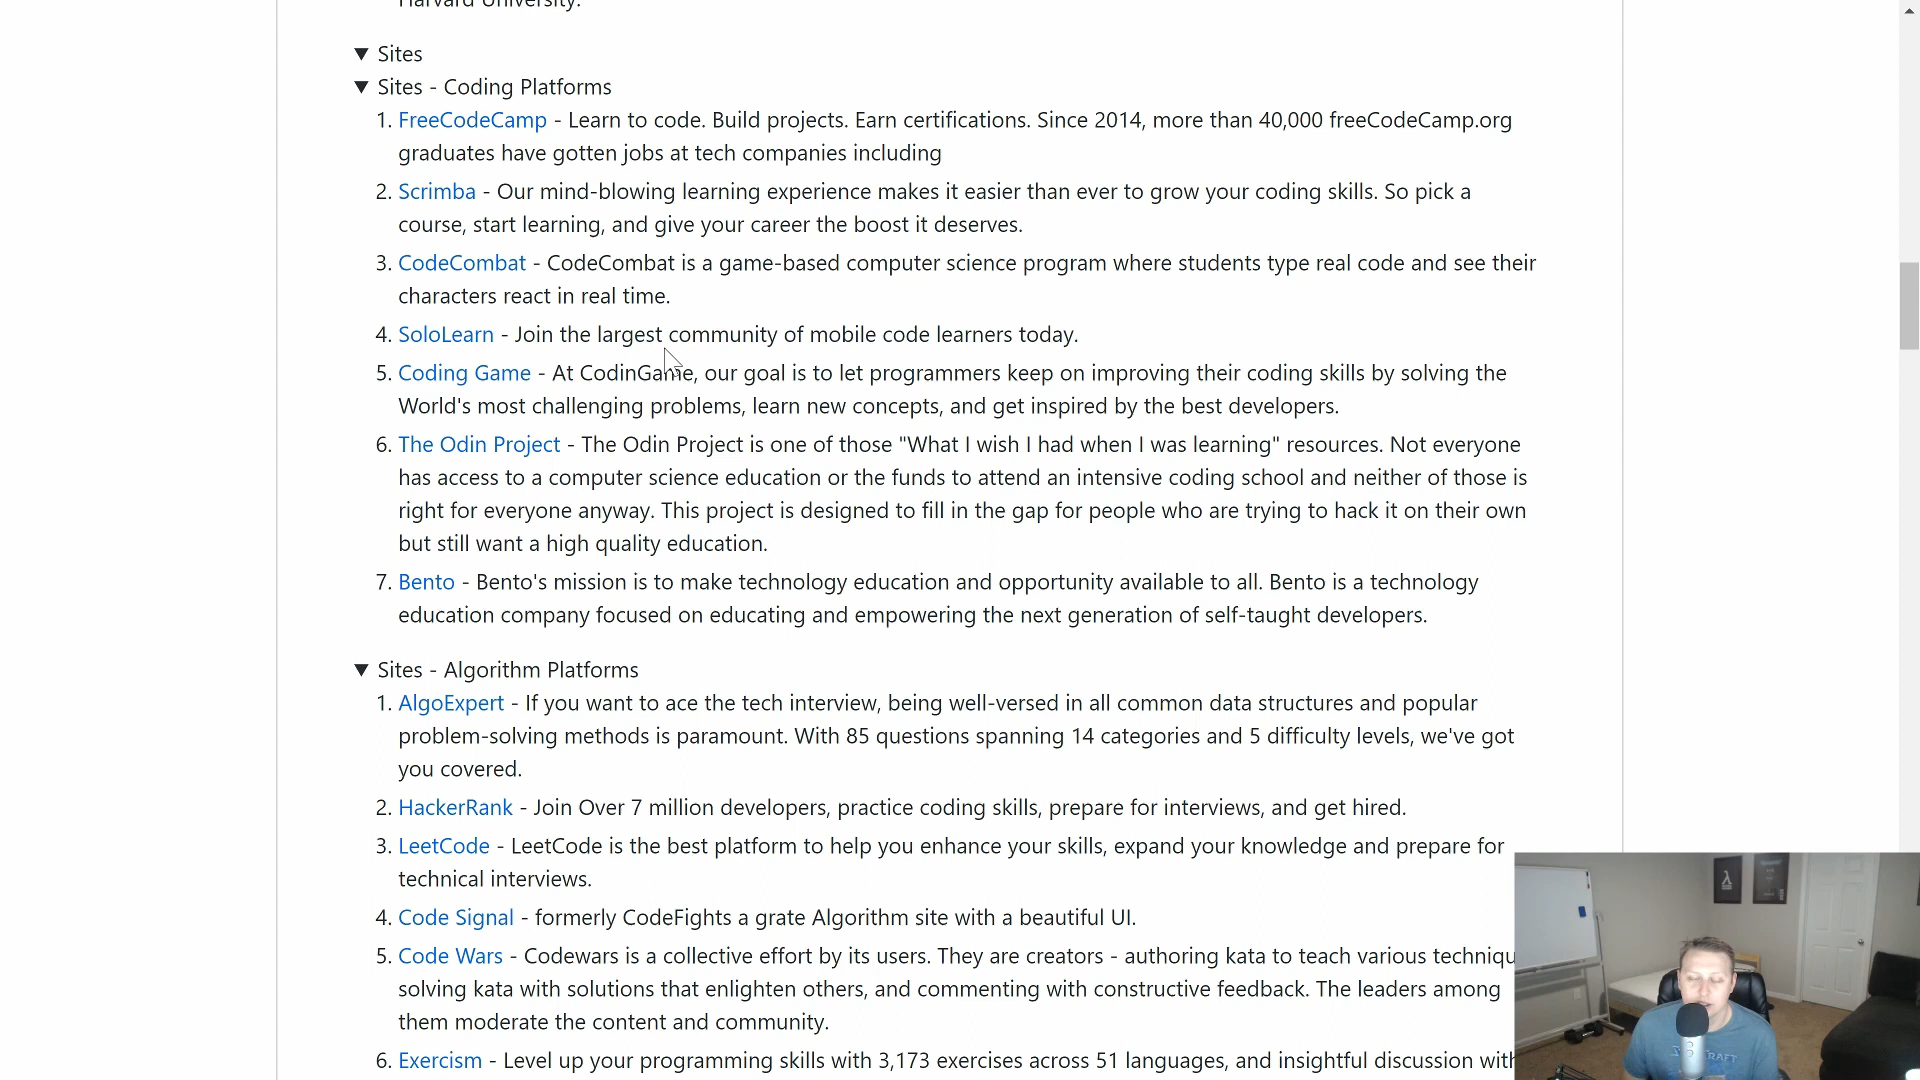 Harvard University.
▼ Sites
▼ Sites - Coding Platforms
1. FreeCodeCamp - Learn to code. Build projects. Earn certifications. Since 2014, more than 40,000 freeCodeCamp.org
graduates have gotten jobs at tech companies including
2. Scrimba - Our mind-blowing learning experience makes it easier than ever to grow your coding skills. So pick a
course, start learning, and give your career the boost it deserves.
3. CodeCombat - CodeCombat is a game-based computer science program where students type real code and see their
characters react in real time.
4. SoloLearn - Join the largest community of mobile code learners today.
5. Coding Game - At CodinGame, our goal is to let programmers keep on improving their coding skills by solving the
World's most challenging problems, learn new concepts, and get inspired by the best developers.
6. The Odin Project - The Odin Project is one of those "What I wish I had when I was learning" resources. Not everyone
has access to a computer science education or the funds to attend an intensive coding school and neither of those is
right for everyone anyway. This project is designed to fill in the gap for people who are trying to hack it on their own
but still want a high quality education.
7. Bento - Bento's mission is to make technology education and opportunity available to all. Bento is a technology
education company focused on educating and empowering the next generation of self-taught developers.
▼ Sites - Algorithm Platforms
1. AlgoExpert - If you want to ace the tech interview, being well-versed in all common data structures and popular
problem-solving methods is paramount. With 85 questions spanning 14 categories and 5 difficulty levels, we've got
you covered.
2. HackerRank - Join Over 7 million developers, practice coding skills, prepare for interviews, and get hired.
3. LeetCode - LeetCode is the best platform to help you enhance your skills, expand your knowledge and prepare for
technical interviews.
4. Code Signal - formerly CodeFights a grate Algorithm site with a beautiful UI.
5. Code Wars - Codewars is a collective effort by its users. They are creators - authoring kata to teach various techniqu
solving kata with solutions that enlighten others, and commenting with constructive feedback. The leaders among
them moderate the content and community.
6. Exercism - Level up your programming skills with 3,173 exercises across 51 languages, and insightful discussion with